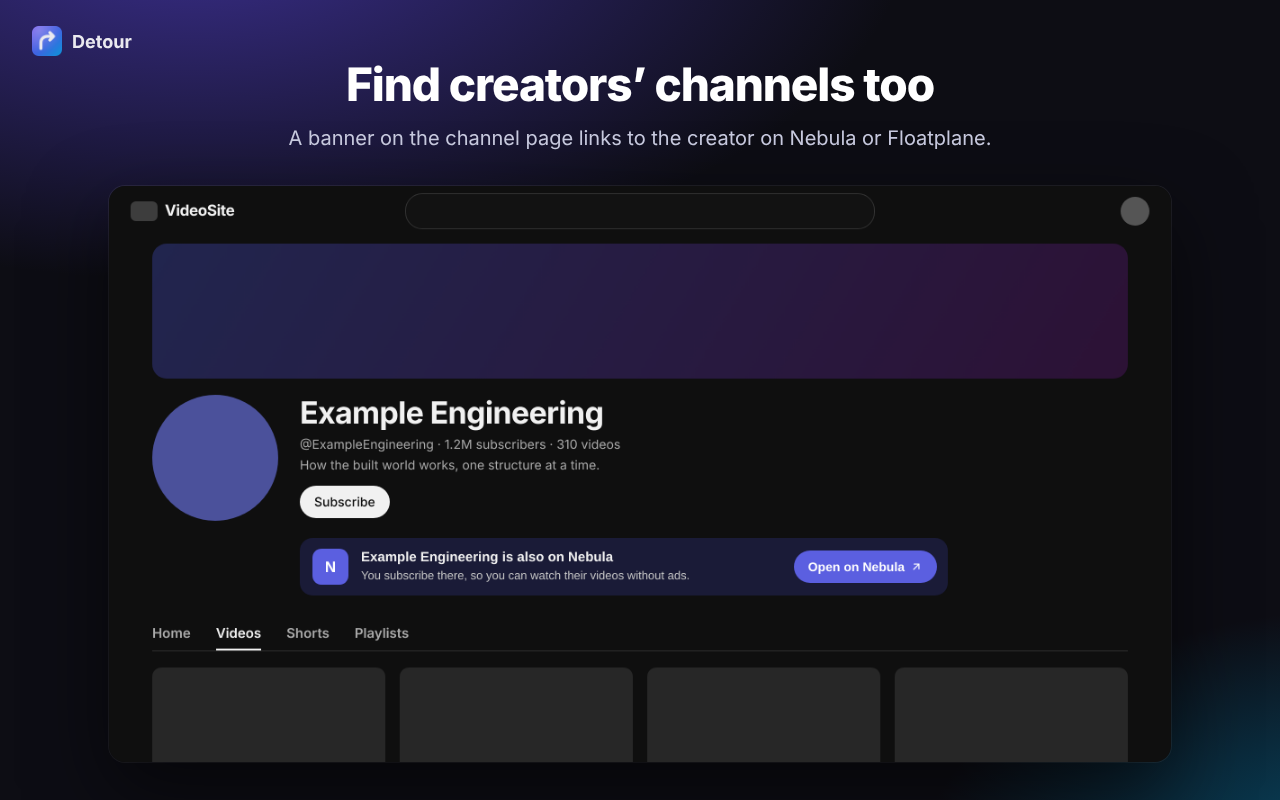 Detour
Find creators’ channels too
A banner on the channel page links to the creator on Nebula or Floatplane.
VideoSite
Example Engineering
@ExampleEngineering · 1.2M subscribers · 310 videos
How the built world works, one structure at a time.
Subscribe
N
Example Engineering is also on Nebula
You subscribe there, so you can watch their videos without ads.
Open on Nebula
Home Videos Shorts Playlists